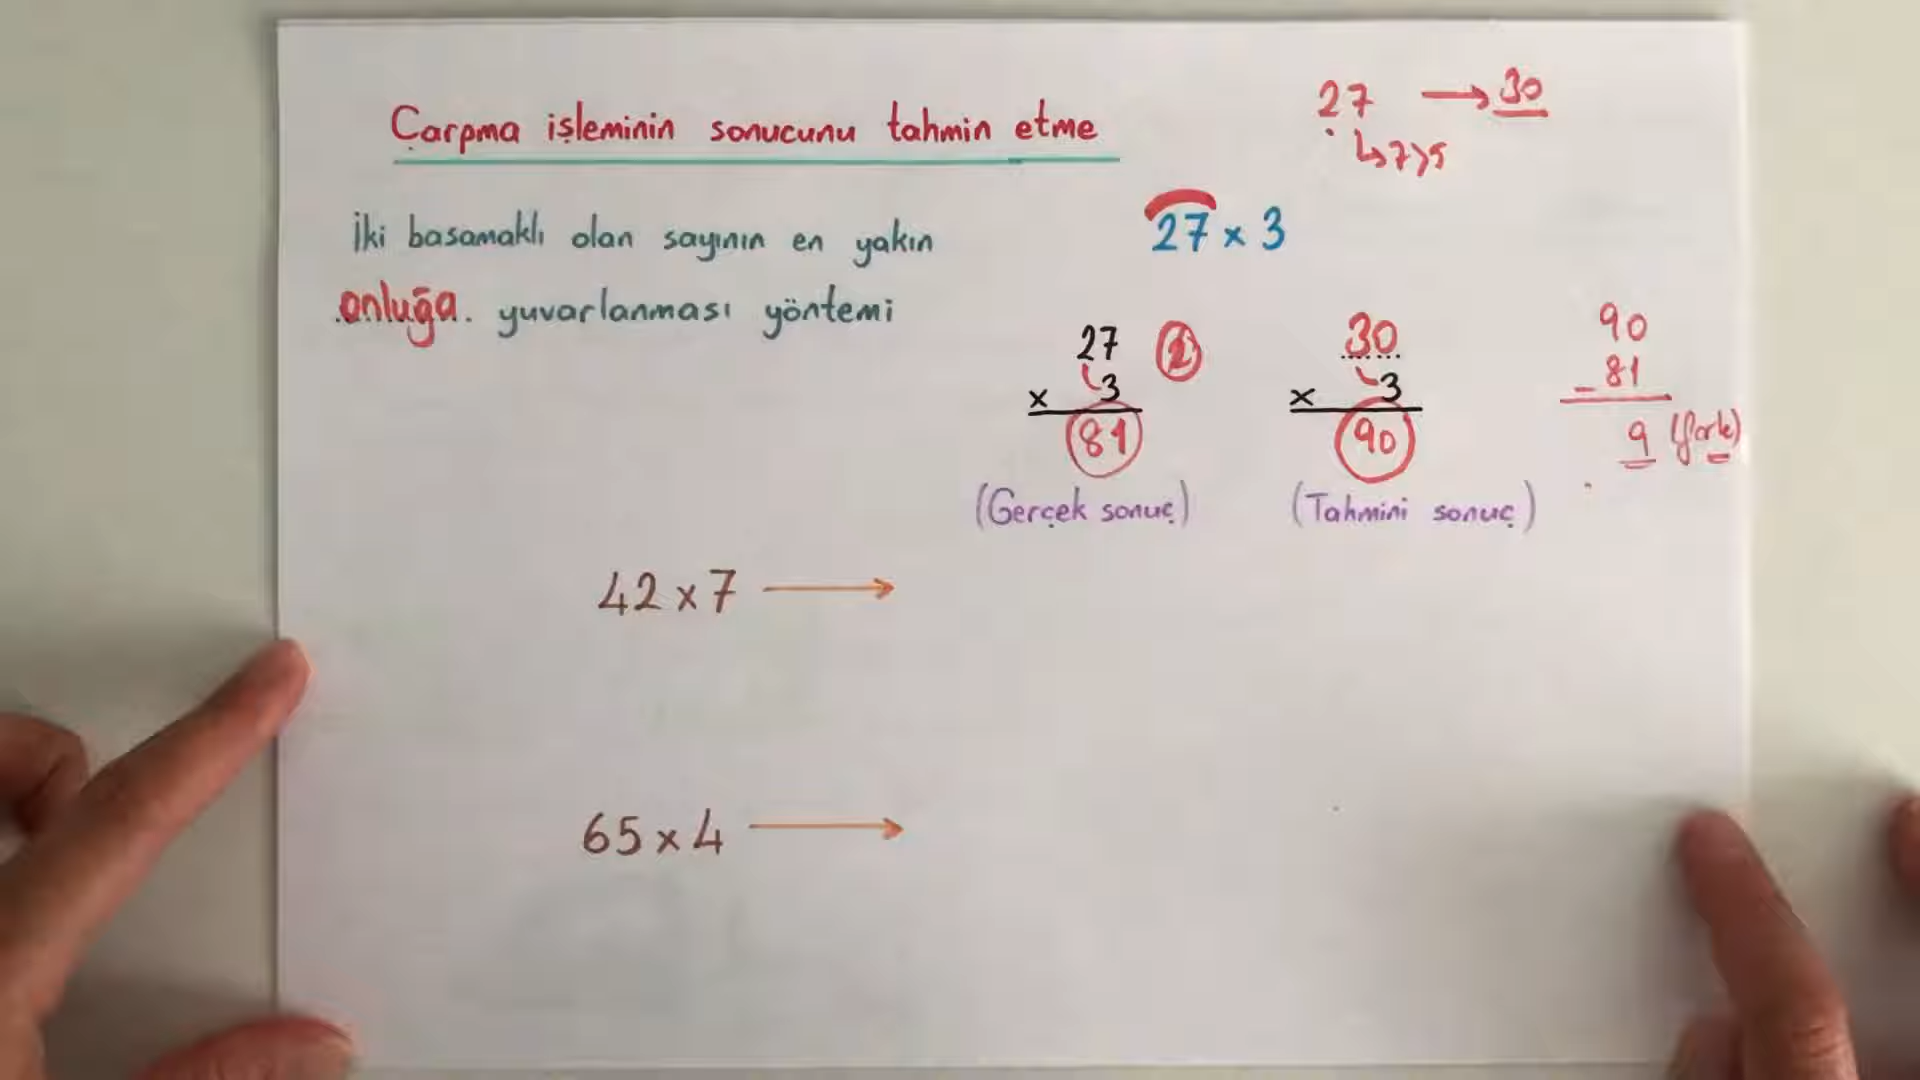 Çarpma işleminin sonucunu tahmin etme
27 → 30
↳ 7>5
İki basamaklı olan sayının en yakın
onluğa. yuvarlanması yöntemi
27 x 3
27 2
x 3
81
(Gerçek sonuç)
30
x 3
90
(Tahmini sonuç)
90
- 81
9 (fark)
42 x 7 →
65 x 4 →